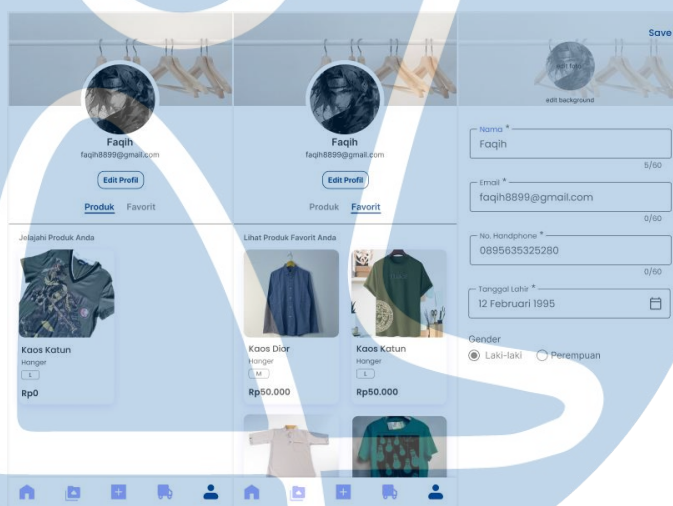 Faqih
faqih8899@gmail.com
Edit Profil
Produk Favorit
Jelajahi Produk Anda
Kaos Katun
Hanger
L
Rp0
Faqih
faqih8899@gmail.com
Edit Profil
Produk Favorit
Lihat Produk Favorit Anda
Kaos Dior
Hanger
M
Rp50.000
Kaos Katun
Hanger
L
Rp50.000
Save
edit foto
edit background
Nama *
Faqih
5/60
Email *
faqih8899@gmail.com
0/60
No. Handphone *
0895635325280
0/60
Tanggal Lahir *
12 Februari 1995
Gender
Laki-laki Perempuan